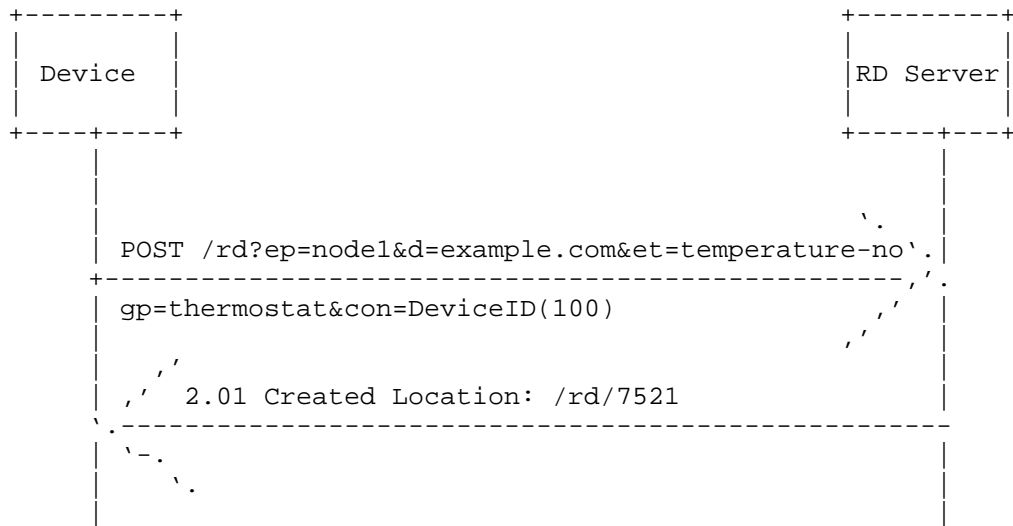 Device
RD Server
POST /rd?ep=node1&d=example.com&et=temperature-no
gp=thermostat&con=DeviceID(100)
2.01 Created Location: /rd/7521